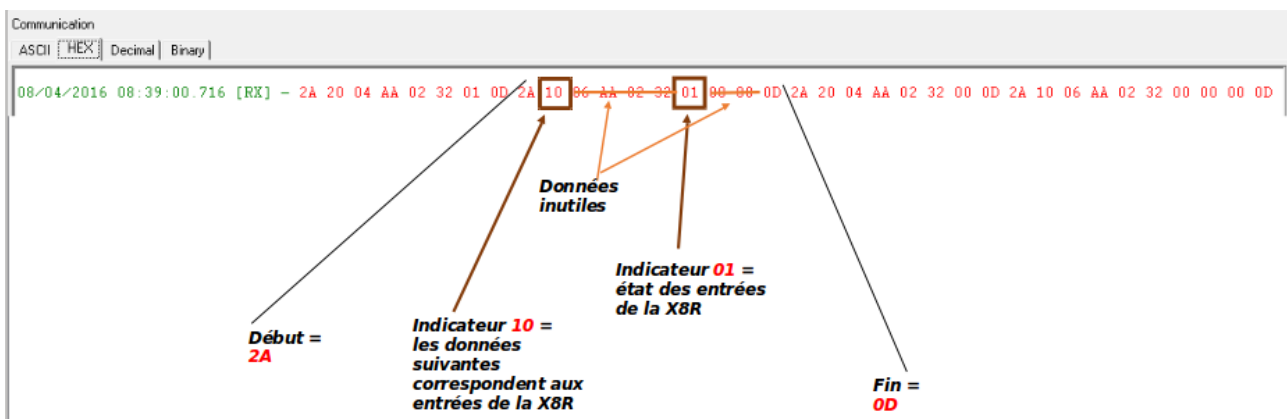 Communication
ASCII HEX Decimal Binary
08/04/2016 08:39:00.716 [RX] - 2A 20 04 AA 02 32 01 0D 2A 10 06 AA 02 32 01 00 00 0D 2A 20 04 AA 02 32 00 0D 2A 10 06 AA 02 32 00 00 00 0D
Données
inutiles
Indicateur 01 =
état des entrées
de la X8R
Début =
2A
Indicateur 10 =
les données
suivantes
correspondent aux
entrées de la X8R
Fin =
0D